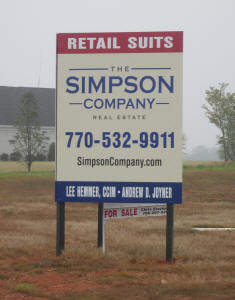 RETAIL SUITS
THE
SIMPSON
COMPANY
REAL ESTATE
770-532-9911
SimpsonCompany.com
LEE HEMMER, CCIM • ANDREW D. JOYNER
FOR SALE